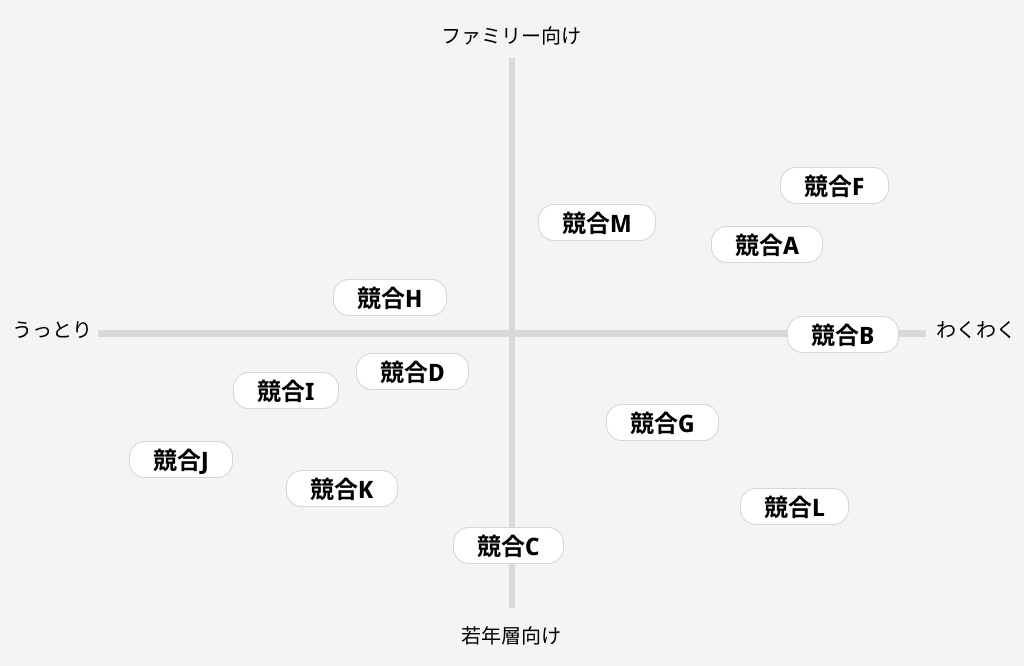 ファミリー向け
競合F
競合M
競合A
競合H
うっとり
わくわく
競合B
競合D
競合I
競合G
競合J
競合K
競合L
競合C
若年層向け